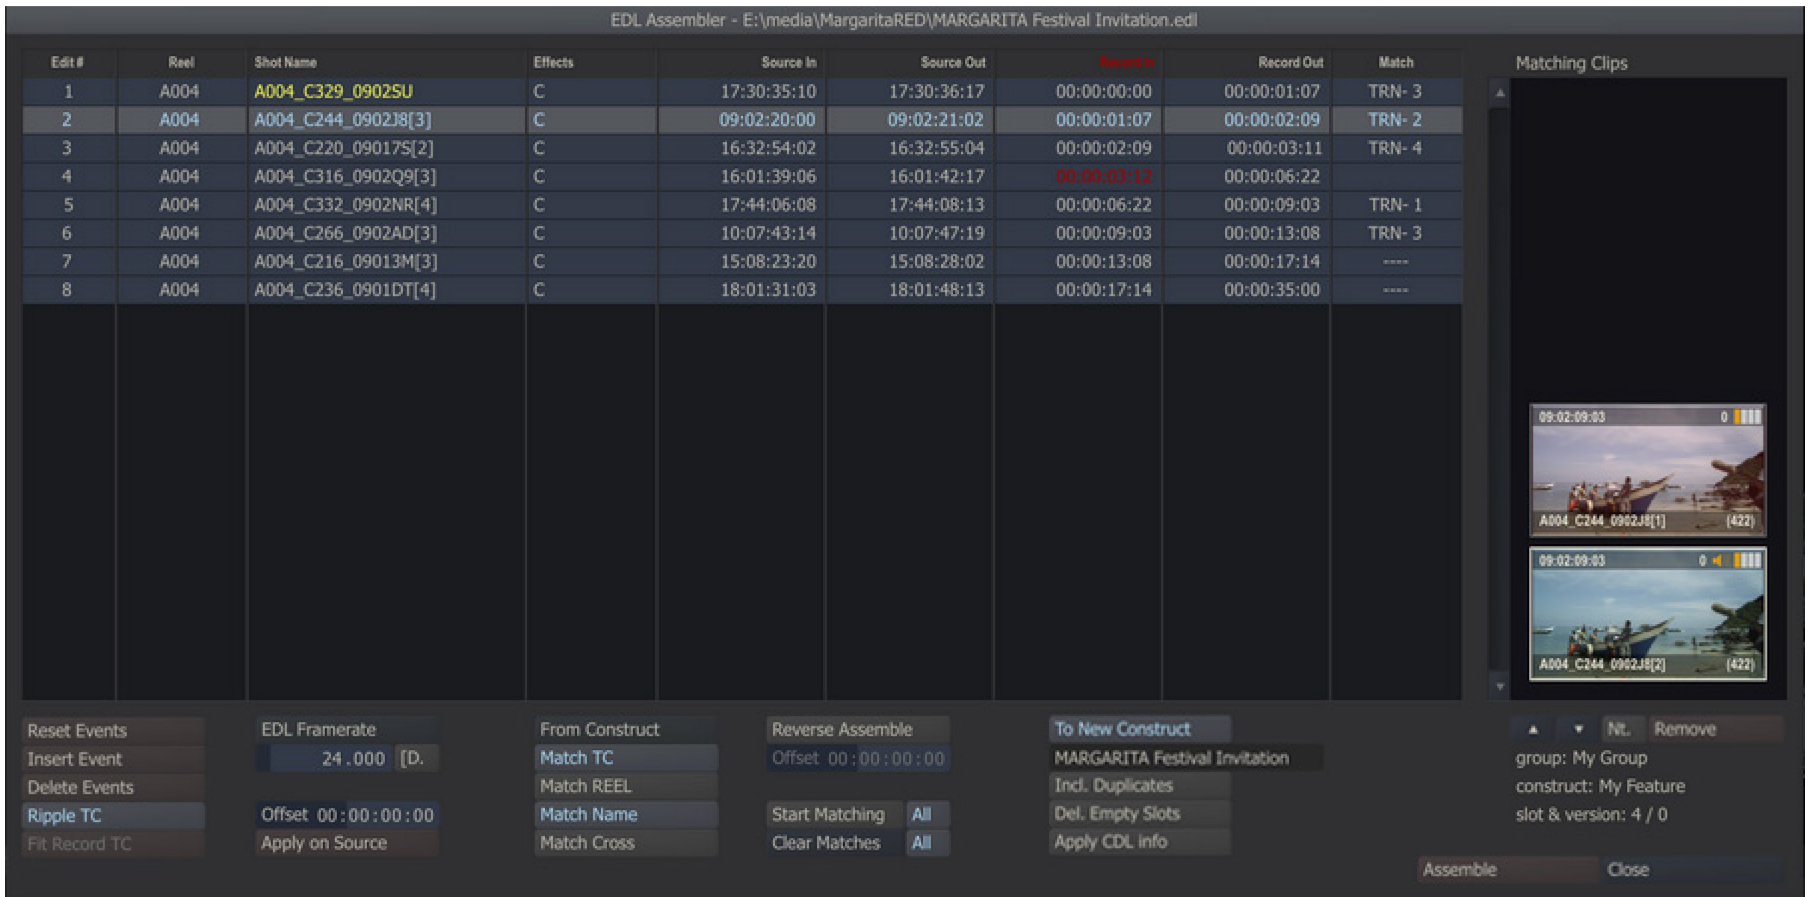 EDL Assembler - E:\media\MargaritaRED\MARGARITA Festival Invitation.edl
Edit # Reel Shot Name Effects Source In Source Out Record In Record Out Match
1 A004 A004_C329_0902SU C 17:30:35:10 17:30:36:17 00:00:00:00 00:00:01:07 TRN- 3
2 A004 A004_C244_0902J8[3] C 09:02:20:00 09:02:21:02 00:00:01:07 00:00:02:09 TRN- 2
3 A004 A004_C220_09017S[2] C 16:32:54:02 16:32:55:04 00:00:02:09 00:00:03:11 TRN- 4
4 A004 A004_C316_0902Q9[3] C 16:01:39:06 16:01:42:17 00:00:03:12 00:00:06:22
5 A004 A004_C332_0902NR[4] C 17:44:06:08 17:44:08:13 00:00:06:22 00:00:09:03 TRN- 1
6 A004 A004_C266_0902AD[3] C 10:07:43:14 10:07:47:19 00:00:09:03 00:00:13:08 TRN- 3
7 A004 A004_C216_09013M[3] C 15:08:23:20 15:08:28:02 00:00:13:08 00:00:17:14 ----
8 A004 A004_C236_0901DT[4] C 18:01:31:03 18:01:48:13 00:00:17:14 00:00:35:00 ----
Matching Clips
09:02:09:03 0
A004_C244_0902J8[1] (422)
09:02:09:03 0
A004_C244_0902J8[2] (422)
Reset Events
Insert Event
Delete Events
Ripple TC
Fit Record TC
EDL Framerate
24.000 [D.
Offset 00:00:00:00
Apply on Source
From Construct
Match TC
Match REEL
Match Name
Match Cross
Reverse Assemble
Offset 00:00:00:00
Start Matching All
Clear Matches All
To New Construct
MARGARITA Festival Invitation
Incl. Duplicates
Del. Empty Slots
Apply CDL info
Nt. Remove
group: My Group
construct: My Feature
slot & version: 4 / 0
Assemble Close